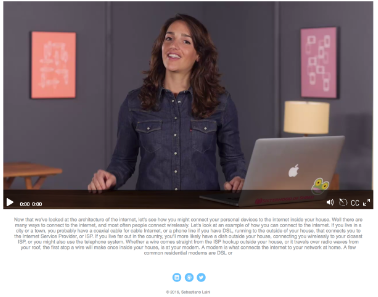 0:00 0:00
CC
Now that we've looked at the architecture of the internet, let's see how you might connect your personal devices to the internet inside your house. Well there are
many ways to connect to the internet, and most often people connect wirelessly. Let's look at an example of how you can connect to the internet. If you live in a
city or a town, you probably have a coaxial cable for cable Internet, or a phone line if you have DSL, running to the outside of your house, that connects you to
the Internet Service Provider, or ISP. If you live far out in the country, you'll more likely have a dish outside your house, connecting you wirelessly to your closest
ISP, or you might also use the telephone system. Whether a wire comes straight from the ISP hookup outside your house, or it travels over radio waves from
your roof, the first stop a wire will make once inside your house, is at your modem. A modem is what connects the internet to your network at home. A few
common residential modems are DSL or